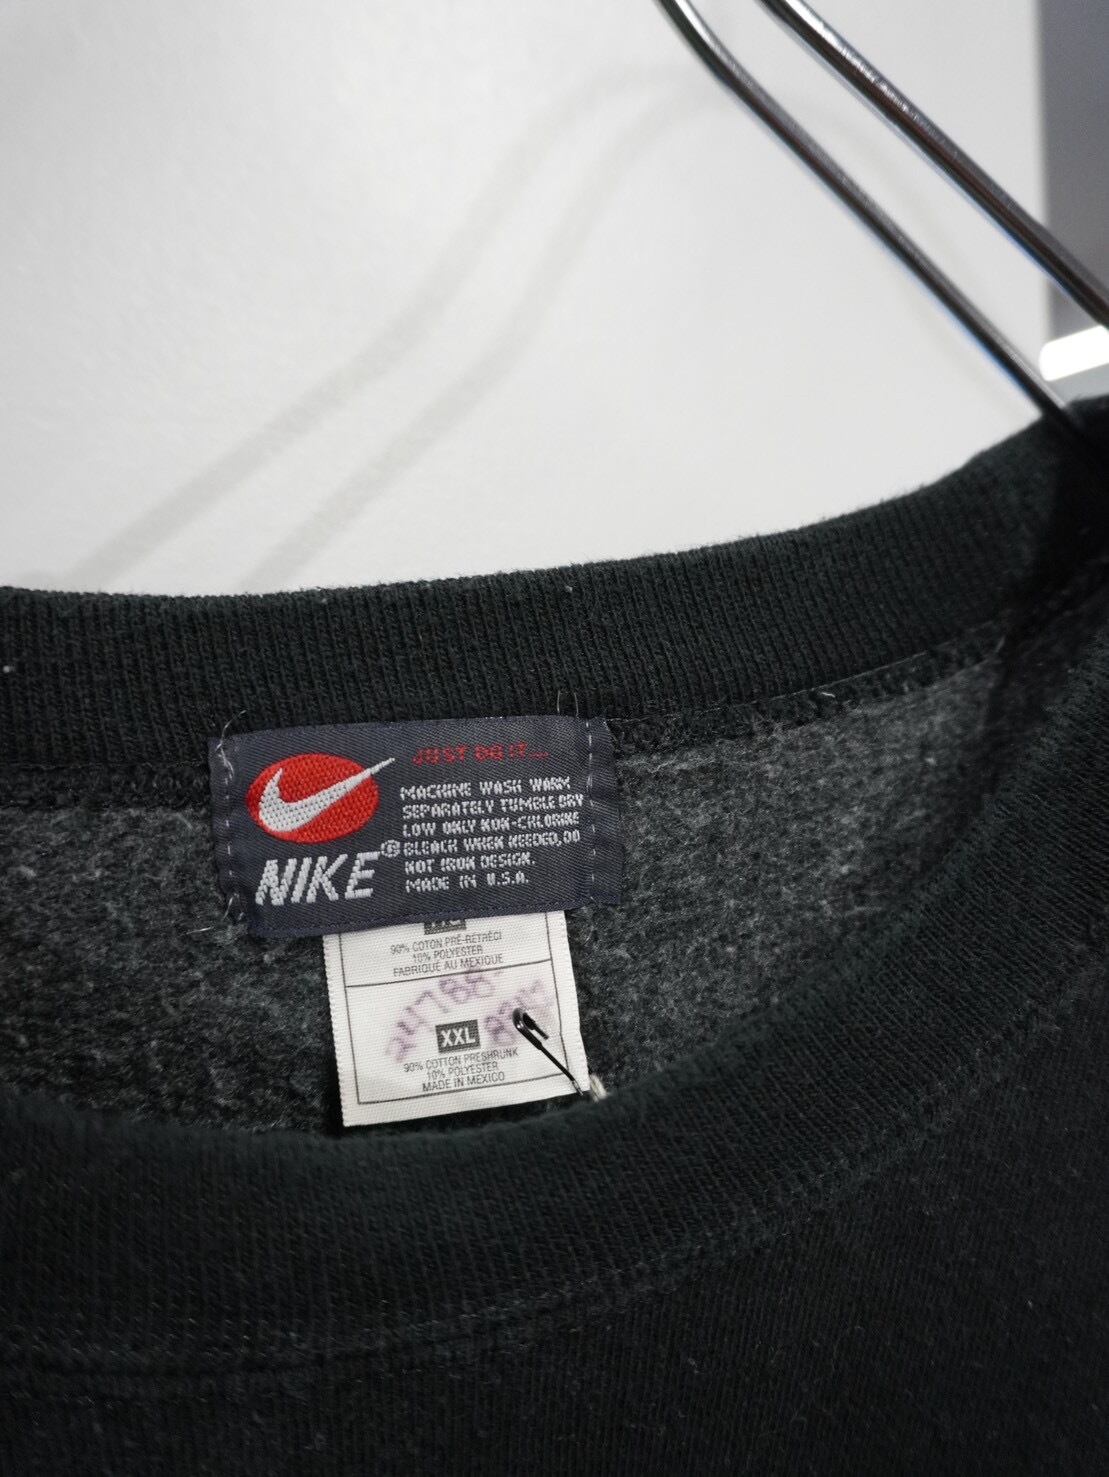 JUST DO IT...
MACHINE WASH WARM
SEPARATELY TUMBLE DRY
LOW ONLY NON-CHLORINE
BLEACH WHEN NEEDED, DO
NOT IRON DESIGN.
MADE IN U.S.A.
NIKE®
90% COTON PRÉ-RETRÉCI
10% POLYESTER
FABRIQUÉ AU MEXIQUE
24788-
XXL
90% COTTON PRESHRUNK
10% POLYESTER
MADE IN MEXICO